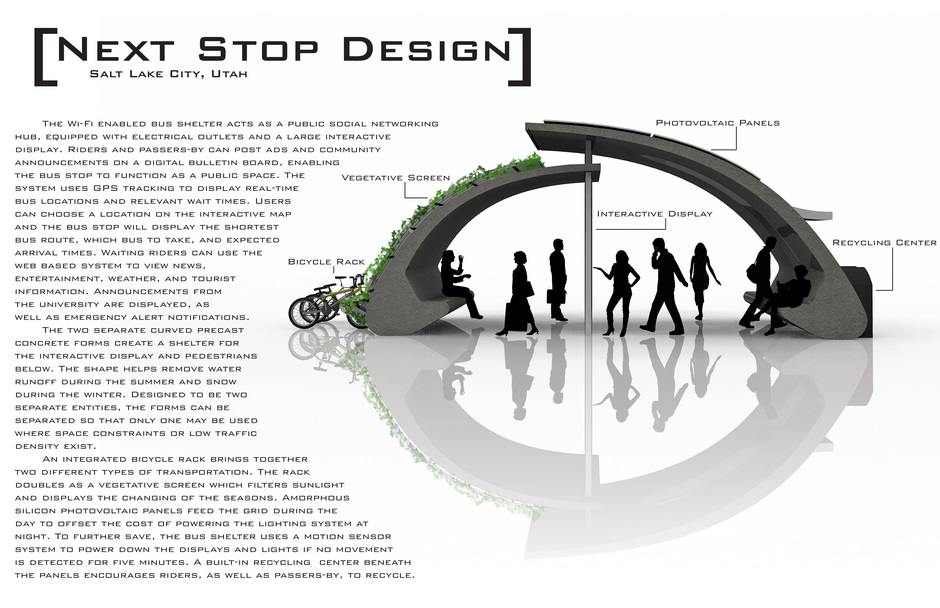 [NEXT STOP DESIGN]
SALT LAKE CITY, UTAH
THE WI-FI ENABLED BUS SHELTER ACTS AS A PUBLIC SOCIAL NETWORKING
HUB, EQUIPPED WITH ELECTRICAL OUTLETS AND A LARGE INTERACTIVE
DISPLAY. RIDERS AND PASSERS-BY CAN POST ADS AND COMMUNITY
ANNOUNCEMENTS ON A DIGITAL BULLETIN BOARD, ENABLING
THE BUS STOP TO FUNCTION AS A PUBLIC SPACE. THE
SYSTEM USES GPS TRACKING TO DISPLAY REAL-TIME
BUS LOCATIONS AND RELEVANT WAIT TIMES. USERS
CAN CHOOSE A LOCATION ON THE INTERACTIVE MAP
AND THE BUS STOP WILL DISPLAY THE SHORTEST
BUS ROUTE, WHICH BUS TO TAKE, AND EXPECTED
ARRIVAL TIMES. WAITING RIDERS CAN USE THE
WEB BASED SYSTEM TO VIEW NEWS,
ENTERTAINMENT, WEATHER, AND TOURIST
INFORMATION. ANNOUNCEMENTS FROM
THE UNIVERSITY ARE DISPLAYED, AS
WELL AS EMERGENCY ALERT NOTIFICATIONS.
THE TWO SEPARATE CURVED PRECAST
CONCRETE FORMS CREATE A SHELTER FOR
THE INTERACTIVE DISPLAY AND PEDESTRIANS
BELOW. THE SHAPE HELPS REMOVE WATER
RUNOFF DURING THE SUMMER AND SNOW
DURING THE WINTER. DESIGNED TO BE TWO
SEPARATE ENTITIES, THE FORMS CAN BE
SEPARATED SO THAT ONLY ONE MAY BE USED
WHERE SPACE CONSTRAINTS OR LOW TRAFFIC
DENSITY EXIST.
AN INTEGRATED BICYCLE RACK BRINGS TOGETHER
TWO DIFFERENT TYPES OF TRANSPORTATION. THE RACK
DOUBLES AS A VEGETATIVE SCREEN WHICH FILTERS SUNLIGHT
AND DISPLAYS THE CHANGING OF THE SEASONS. AMORPHOUS
SILICON PHOTOVOLTAIC PANELS FEED THE GRID DURING THE
DAY TO OFFSET THE COST OF POWERING THE LIGHTING SYSTEM AT
NIGHT. TO FURTHER SAVE, THE BUS SHELTER USES A MOTION SENSOR
SYSTEM TO POWER DOWN THE DISPLAYS AND LIGHTS IF NO MOVEMENT
IS DETECTED FOR FIVE MINUTES. A BUILT-IN RECYCLING CENTER BENEATH
THE PANELS ENCOURAGES RIDERS, AS WELL AS PASSERS-BY, TO RECYCLE.
PHOTOVOLTAIC PANELS
VEGETATIVE SCREEN
INTERACTIVE DISPLAY
RECYCLING CENTER
BICYCLE RACK